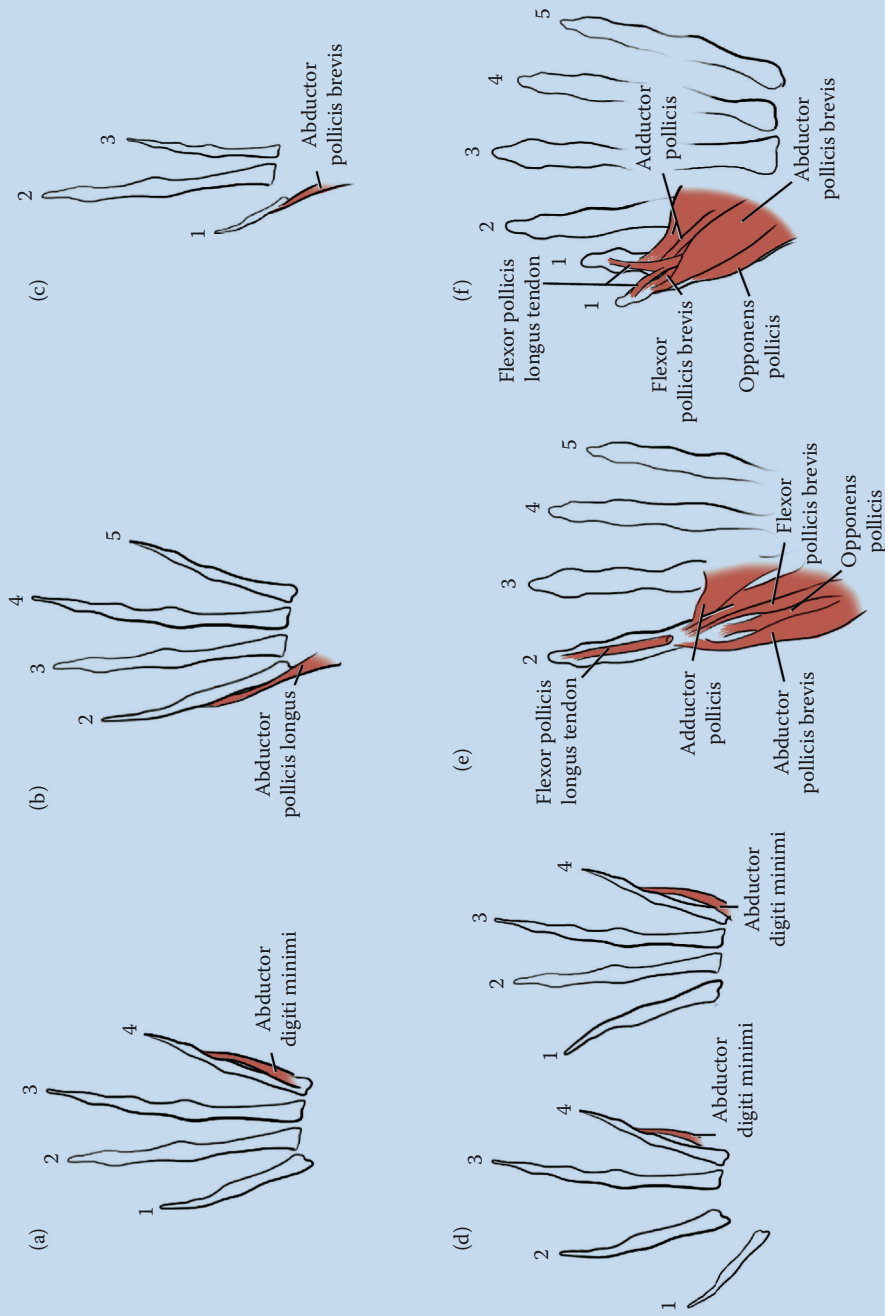 (a)
1
2
3
4
Abductor
digiti minimi
(b)
2
3
4
5
Abductor
pollicis longus
(c)
1
2
3
Abductor
pollicis brevis
(d)
1
2
3
4
Abductor
digiti minimi
1
2
3
4
Abductor
digiti minimi
(e)
2
3
4
5
Flexor pollicis
longus tendon
Adductor
pollicis
Abductor
pollicis brevis
Flexor
pollicis brevis
Opponens
pollicis
(f)
1
1
2
3
4
5
Flexor pollicis
longus tendon
Flexor
pollicis brevis
Opponens
pollicis
Adductor
pollicis
Abductor
pollicis brevis